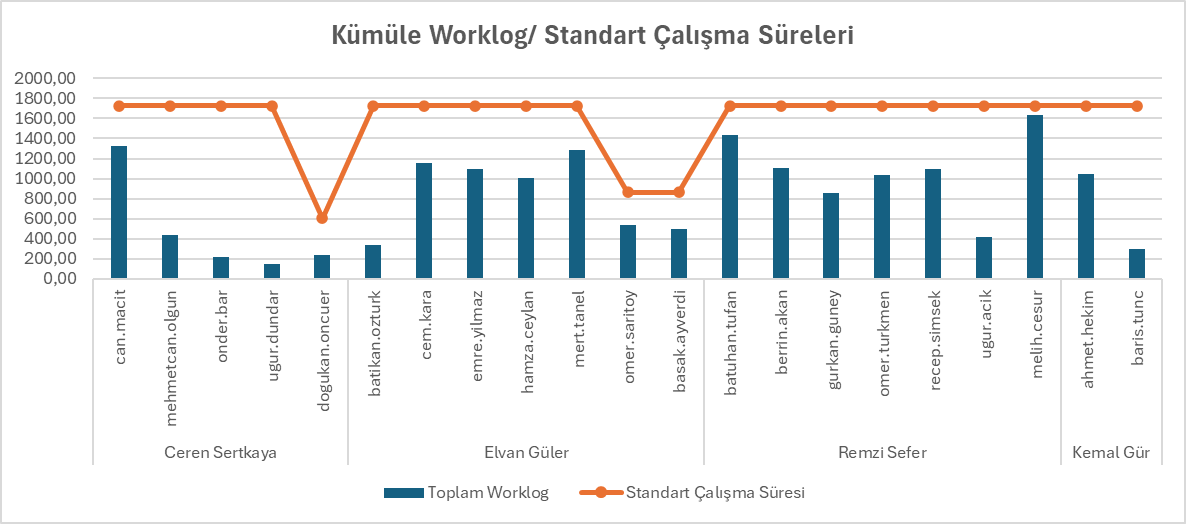 Kümüle Worklog/ Standart Çalışma Süreleri
2000,00
1800,00
1600,00
1400,00
1200,00
1000,00
800,00
600,00
400,00
200,00
0,00
can.macit
mehmetcan.olgun
onder.bar
ugur.dundar
dogukan.oncuer
batikan.ozturk
cem.kara
emre.yilmaz
hamza.ceylan
mert.tanel
omer.saritoy
basak.ayverdi
batuhan.tufan
berrin.akan
gurkan.guney
omer.turkmen
recep.simsek
ugur.acik
melih.cesur
ahmet.hekim
baris.tunc
Ceren Sertkaya
Elvan Güler
Remzi Sefer
Kemal Gür
Toplam Worklog
Standart Çalışma Süresi